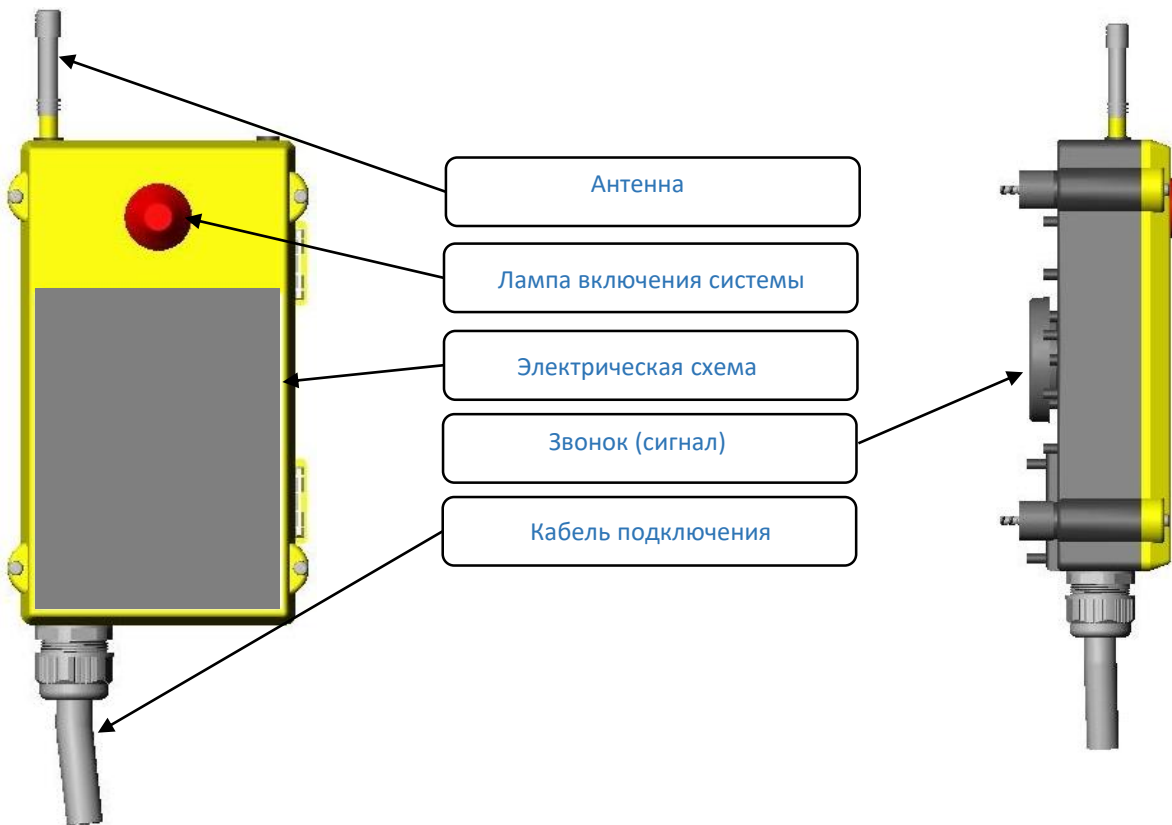 Антенна
Лампа включения системы
Электрическая схема
Звонок (сигнал)
Кабель подключения